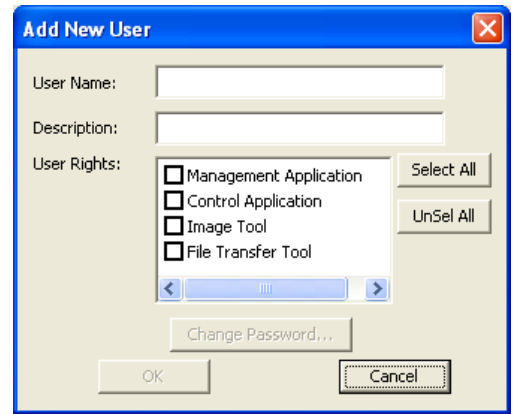 Add New User
User Name:
Description:
User Rights:
Management Application
Control Application
Image Tool
File Transfer Tool
Select All
UnSel All
Change Password...
OK
Cancel